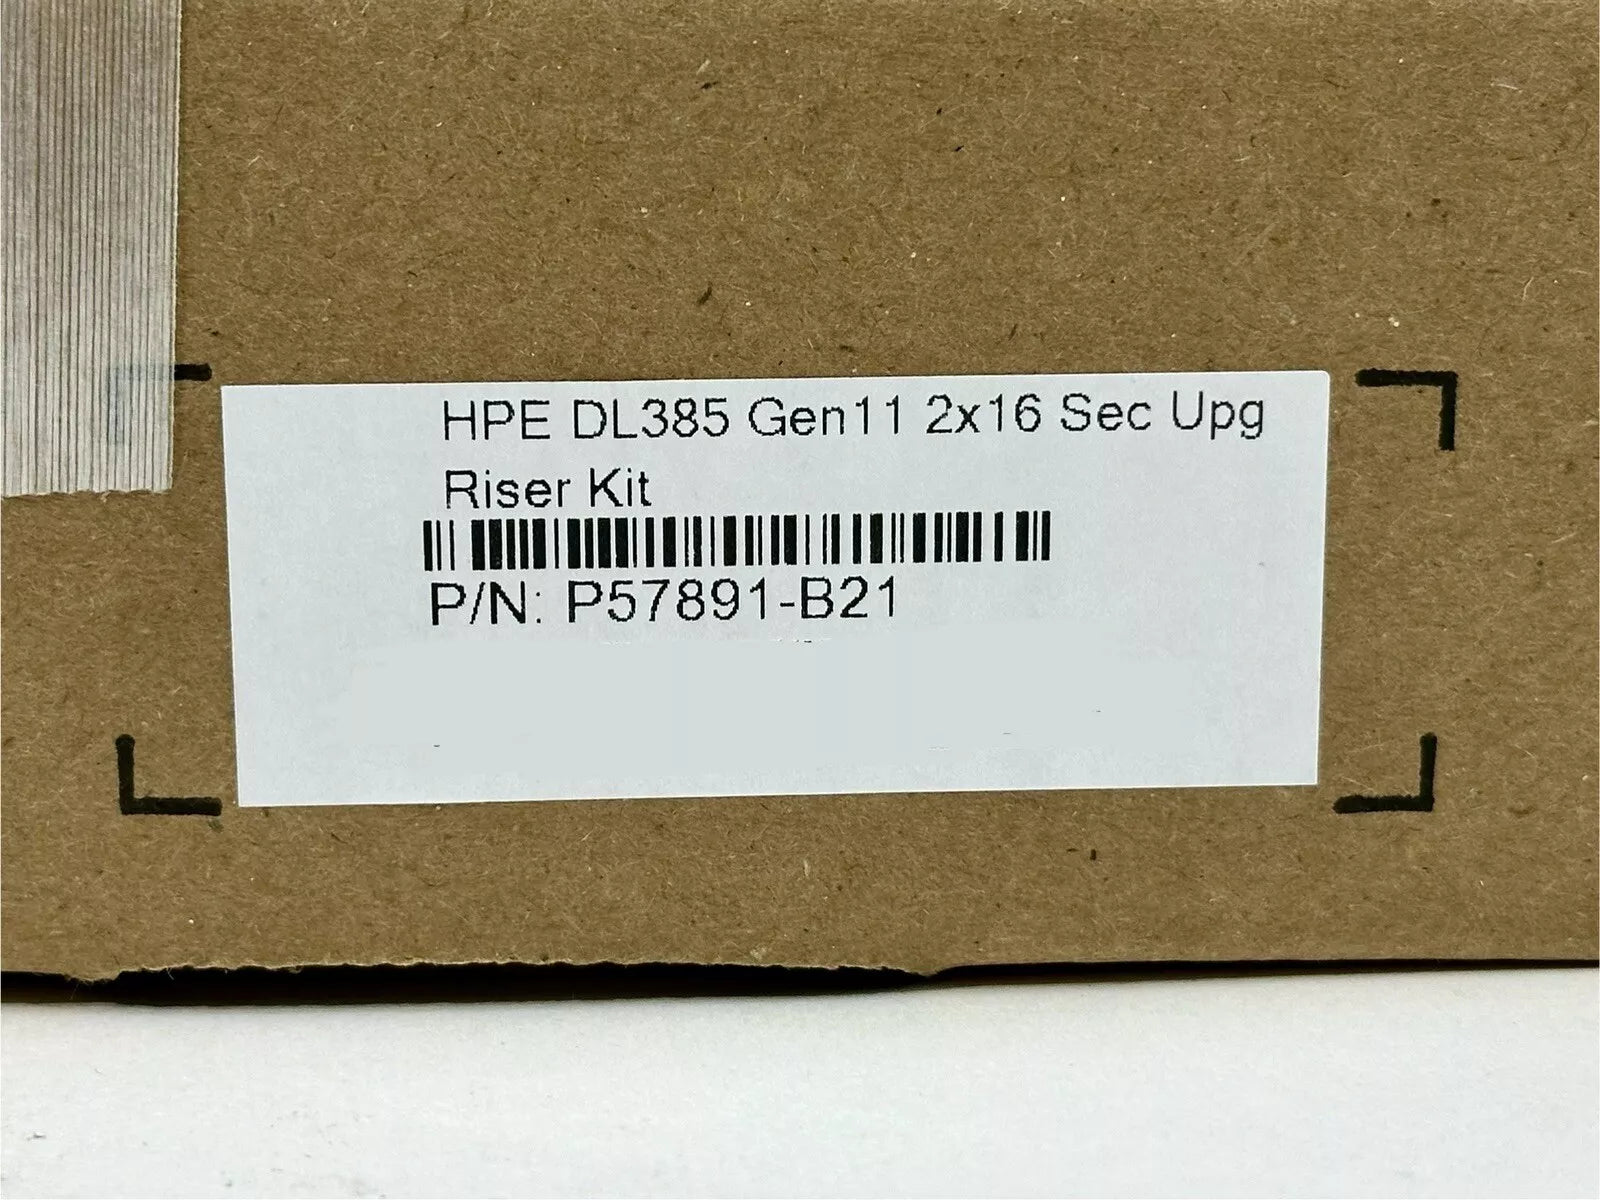 HPE DL385 Gen11 2x16 Sec Upg
Riser Kit
P/N: P57891-B21